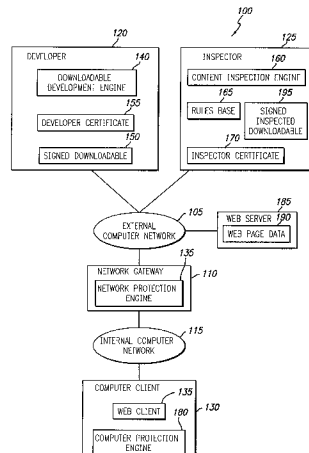 100
120
DEVELOPER
140
DOWNLOADABLE
DEVELOPMENT ENGINE
155
DEVELOPER CERTIFICATE
150
SIGNED DOWNLOADABLE
125
INSPECTOR
160
CONTENT INSPECTION ENGINE
165
RULES BASE
195
SIGNED
INSPECTED
DOWNLOADABLE
170
INSPECTOR CERTIFICATE
105
EXTERNAL
COMPUTER NETWORK
185
WEB SERVER
190
WEB PAGE DATA
135
NETWORK GATEWAY
110
NETWORK PROTECTION
ENGINE
115
INTERNAL COMPUTER
NETWORK
COMPUTER CLIENT
135
WEB CLIENT
130
180
COMPUTER PROTECTION
ENGINE